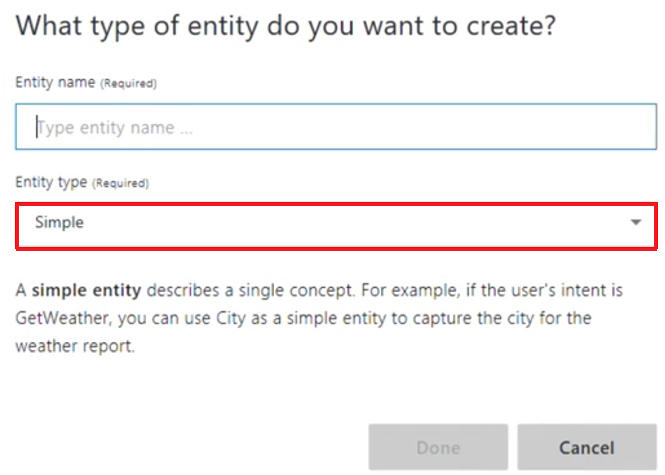 What type of entity do you want to create?
Entity name (Required)
Type entity name ...
Entity type (Required)
Simple
A simple entity describes a single concept. For example, if the user's intent is
GetWeather, you can use City as a simple entity to capture the city for the
weather report.
Done
Cancel